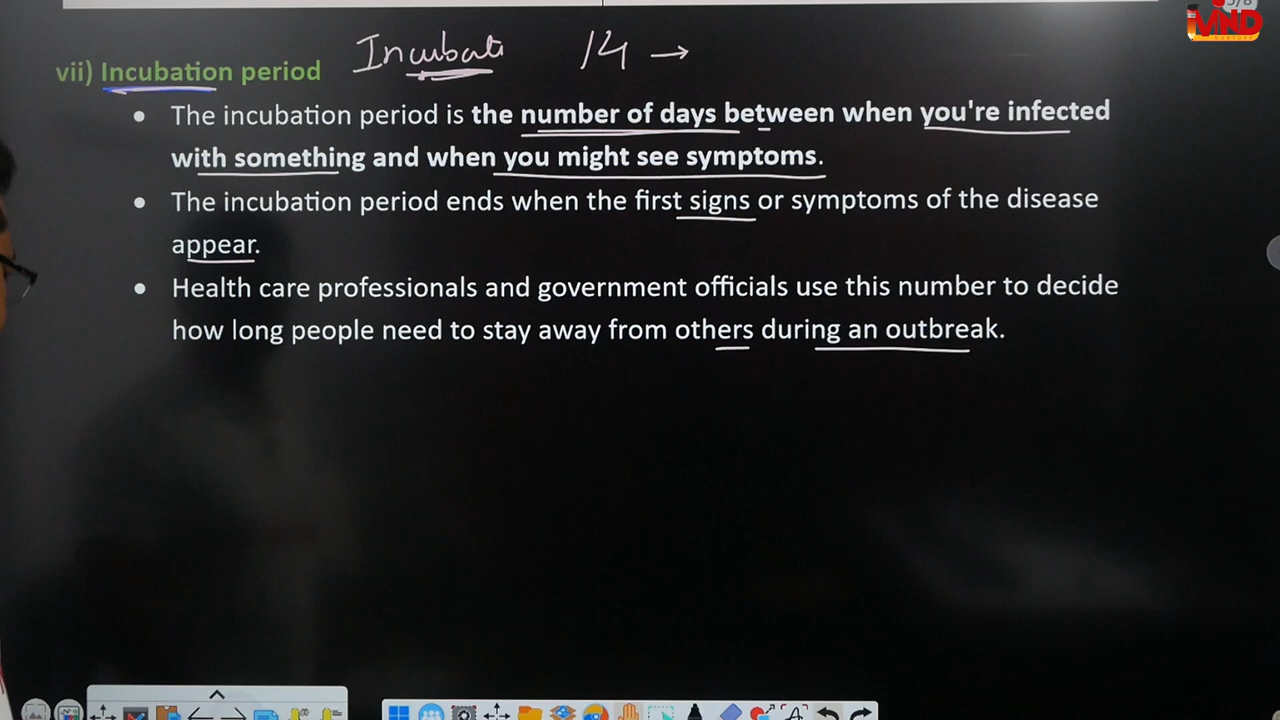 Incubati 14 →
vii) Incubation period
• The incubation period is the number of days between when you're infected
with something and when you might see symptoms.
• The incubation period ends when the first signs or symptoms of the disease
appear.
• Health care professionals and government officials use this number to decide
how long people need to stay away from others during an outbreak.